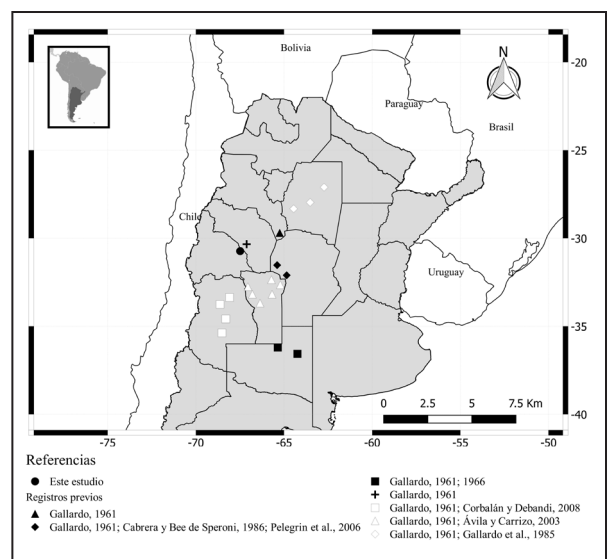 Bolivia
N
-20
Paraguay
Brasil
-25
Chile
-30
Uruguay
-35
0 2.5 5 7.5 Km
-40
-75 -70 -65 -60 -55 -50
Referencias
Este estudio
Registros previos
Gallardo, 1961
Gallardo, 1961; Cabrera y Bee de Speroni, 1986; Pelegrin et al., 2006
Gallardo, 1961; 1966
Gallardo, 1961
Gallardo, 1961; Corbalán y Debandi, 2008
Gallardo, 1961; Ávila y Carrizo, 2003
Gallardo, 1961; Gallardo et al., 1985